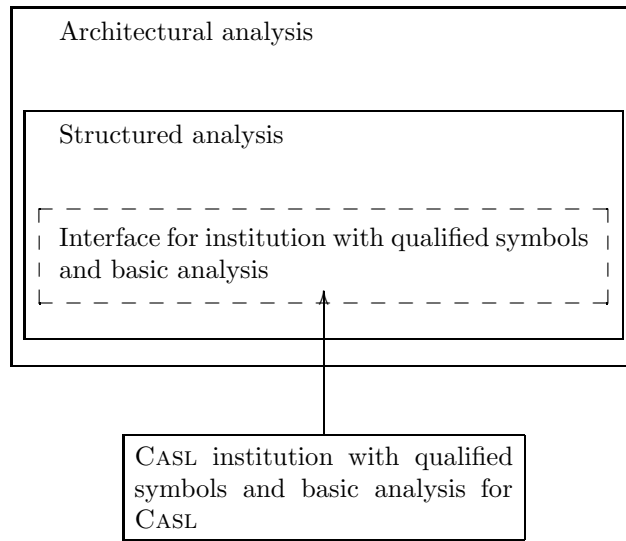 Architectural analysis
Structured analysis
Interface for institution with qualified symbols
and basic analysis
CASL institution with qualified
symbols and basic analysis for
CASL